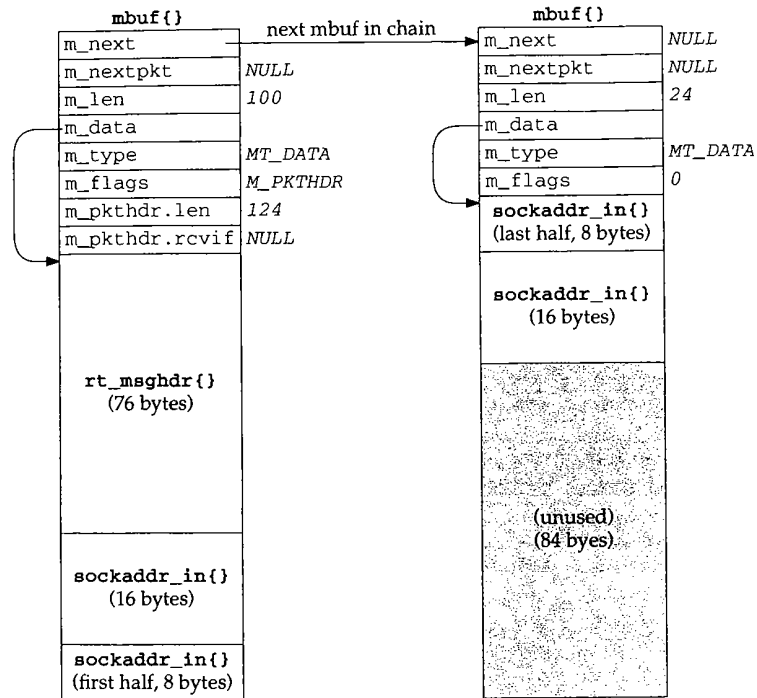 mbuf{}
next mbuf in chain
m_next
m_nextpkt NULL
m_len 100
m_data
m_type MT_DATA
m_flags M_PKTHDR
m_pkthdr.len 124
m_pkthdr.rcvif NULL
rt_msghdr{}
(76 bytes)
sockaddr_in{}
(16 bytes)
sockaddr_in{}
(first half, 8 bytes)
mbuf{}
m_next NULL
m_nextpkt NULL
m_len 24
m_data
m_type MT_DATA
m_flags 0
sockaddr_in{}
(last half, 8 bytes)
sockaddr_in{}
(16 bytes)
(unused)
(84 byes)